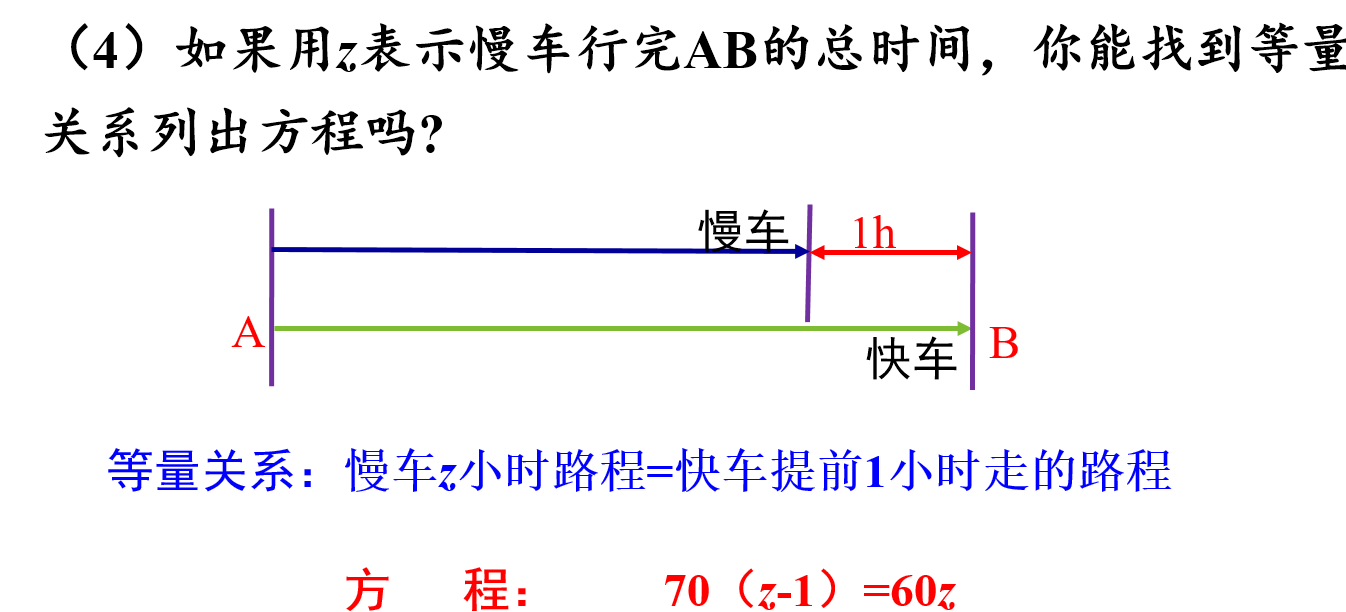 （4）如果用z表示慢车行完AB的总时间，你能找到等量
关系列出方程吗?
慢车 1h
A
快车 B
等量关系：慢车z小时路程=快车提前1小时走的路程
方 程： 70（z-1）=60z